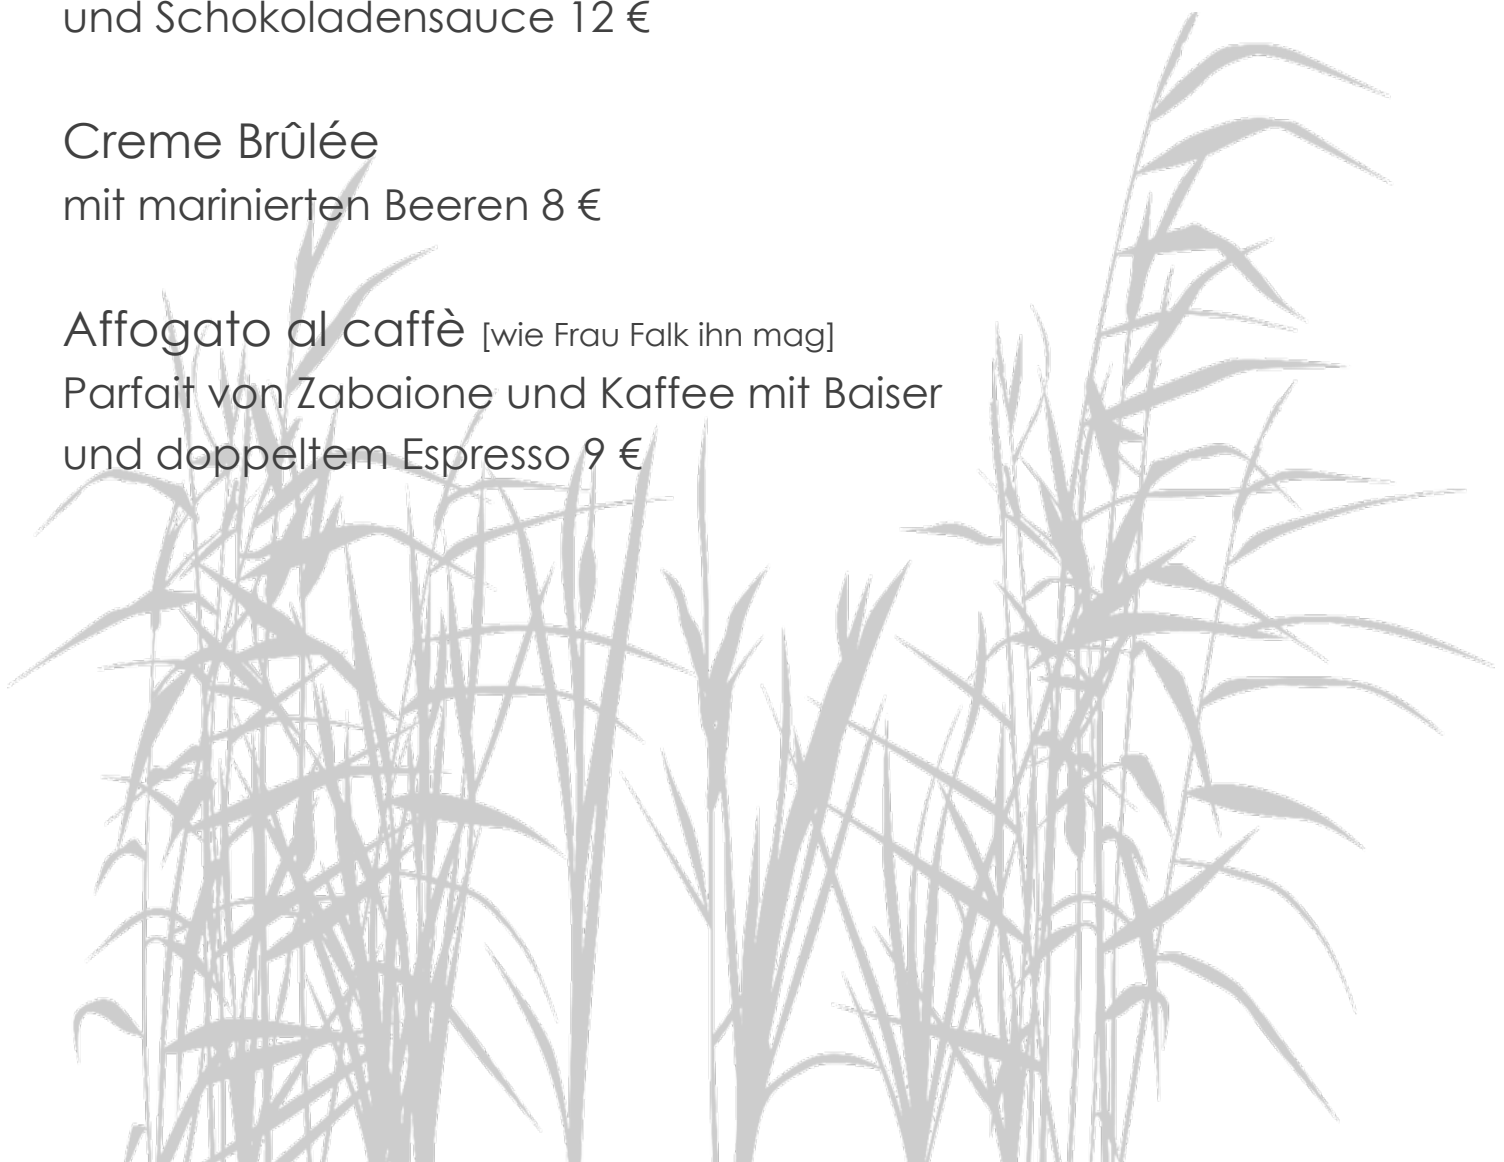 und Schokoladensauce 12 €
Creme Brûlée
mit marinierten Beeren 8 €
Affogato al caffè [wie Frau Falk ihn mag]
Parfait von Zabaione und Kaffee mit Baiser
und doppeltem Espresso 9 €